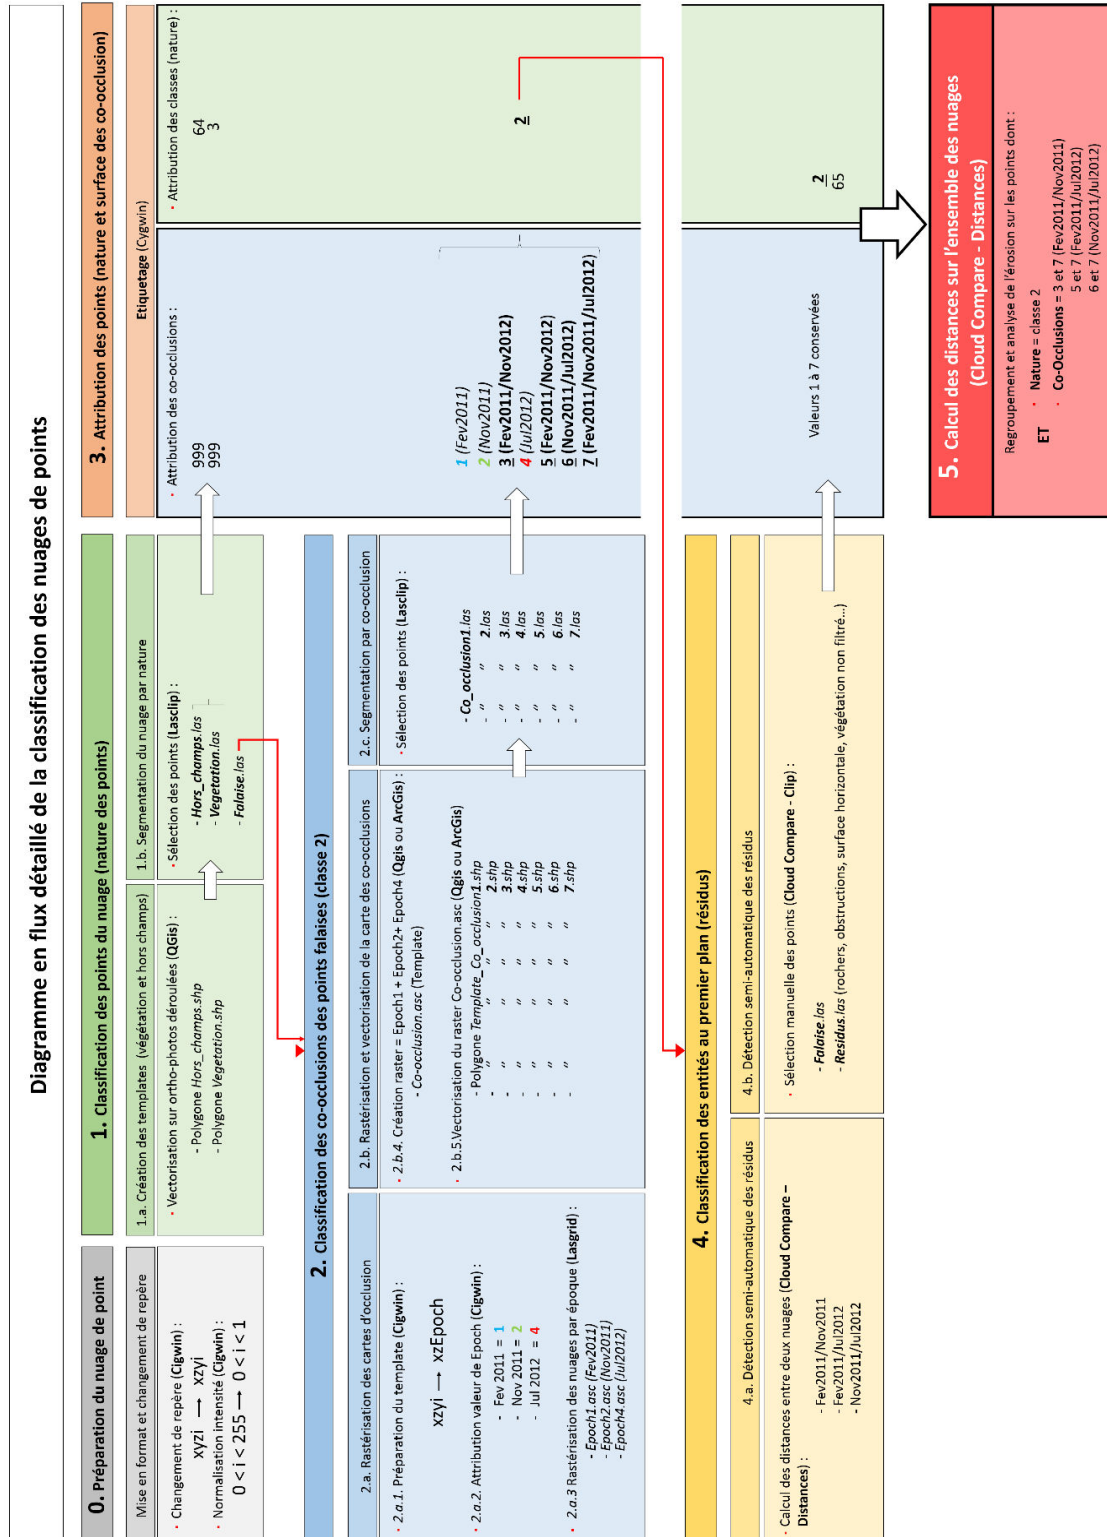 Diagramme en flux détaillé de la classification des nuages de points
0. Préparation du nuage de point
Mise en format et changement de repère
• Changement de repère (Cigwin) :
xyzi → xzyi
• Normalisation intensité (Cigwin) :
0 < i < 255 → 0 < i < 1
1. Classification des points du nuage (nature des points)
1.a. Création des templates (végétation et hors champs)
• Vectorisation sur ortho-photos déroulées (QGis) :
- Polygone Hors_champs.shp
- Polygone Vegetation.shp
1.b. Segmentation du nuage par nature
• Sélection des points (Lasclip) :
- Hors_champs.las
- Vegetation.las
- Falaise.las
2. Classification des co-occlusions des points falaises (classe 2)
2.a. Rastérisation des cartes d'occlusion
• 2.a.1. Préparation du template (Cigwin) :
xzyi → xzEpoch
• 2.a.2. Attribution valeur de Epoch (Cigwin) :
- Fev 2011 = 1
- Nov 2011 = 2
- Jul 2012 = 4
• 2.a.3 Rastérisation des nuages par époque (Lasgrid) :
- Epoch1.asc (Fev2011)
- Epoch2.asc (Nov2011)
- Epoch4.asc (Jul2012)
2.b. Rastérisation et vectorisation de la carte des co-occlusions
• 2.b.4. Création raster = Epoch1 + Epoch2+ Epoch4 (Qgis ou ArcGis) :
- Co-occlusion.asc (Template)
• 2.b.5.Vectorisation du raster Co-occlusion.asc (Qgis ou ArcGis)
- Polygone Template_Co_occlusion1.shp
- " " " " 2.shp
- " " " " 3.shp
- " " " " 4.shp
- " " " " 5.shp
- " " " " 6.shp
- " " " " 7.shp
2.c. Segmentation par co-occlusion
• Sélection des points (Lasclip) :
- Co_occlusion1.las
- " " 2.las
- " " 3.las
- " " 4.las
- " " 5.las
- " " 6.las
- " " 7.las
3. Attribution des points (nature et surface des co-occlusion)
Etiquetage (Cygwin)
• Attribution des co-occlusions :
999
999
1 (Fev2011)
2 (Nov2011)
3 (Fev2011/Nov2012)
4 (Jul2012)
5 (Fev2011/Nov2012)
6 (Nov2011/Jul2012)
7 (Fev2011/Nov2011/Jul2012)
Valeurs 1 à 7 conservées
• Attribution des classes (nature) :
64
3
2
2
65
4. Classification des entités au premier plan (résidus)
4.a. Détection semi-automatique des résidus
• Calcul des distances entre deux nuages (Cloud Compare –
Distances) :
- Fev2011/Nov2011
- Fev2011/Jul2012
- Nov2011/Jul2012
4.b. Détection semi-automatique des résidus
• Sélection manuelle des points (Cloud Compare - Clip) :
- Falaise.las
- Residus.las (rochers, obstructions, surface horizontale, végétation non filtré...)
5. Calcul des distances sur l'ensemble des nuages
(Cloud Compare - Distances)
Regroupement et analyse de l'érosion sur les points dont :
• Nature = classe 2
ET
• Co-Occlusions = 3 et 7 (Fev2011/Nov2011)
5 et 7 (Fev2011/Jul2012)
6 et 7 (Nov2011/Jul2012)